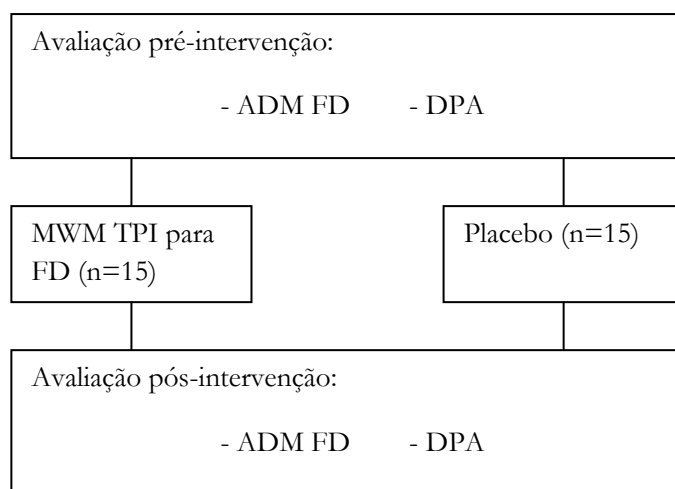 Avaliação pré-intervenção:
- ADM FD - DPA
MWM TPI para
FD (n=15)
Placebo (n=15)
Avaliação pós-intervenção:
- ADM FD - DPA